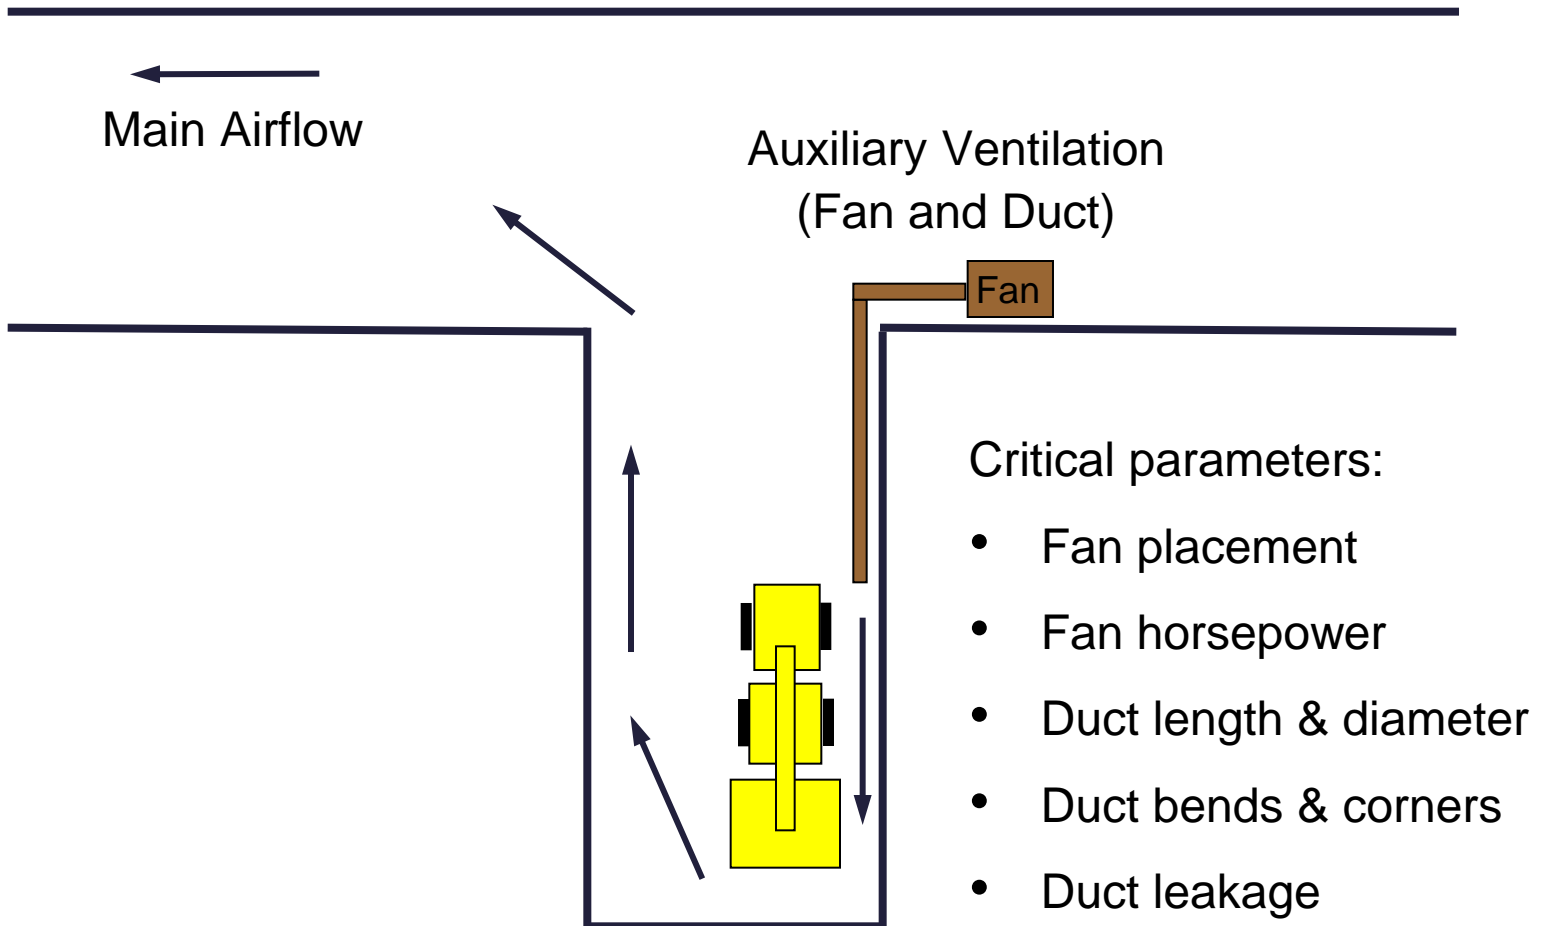 Main Airflow
Auxiliary Ventilation
(Fan and Duct)
Fan
Critical parameters:
• Fan placement
• Fan horsepower
• Duct length & diameter
• Duct bends & corners
• Duct leakage